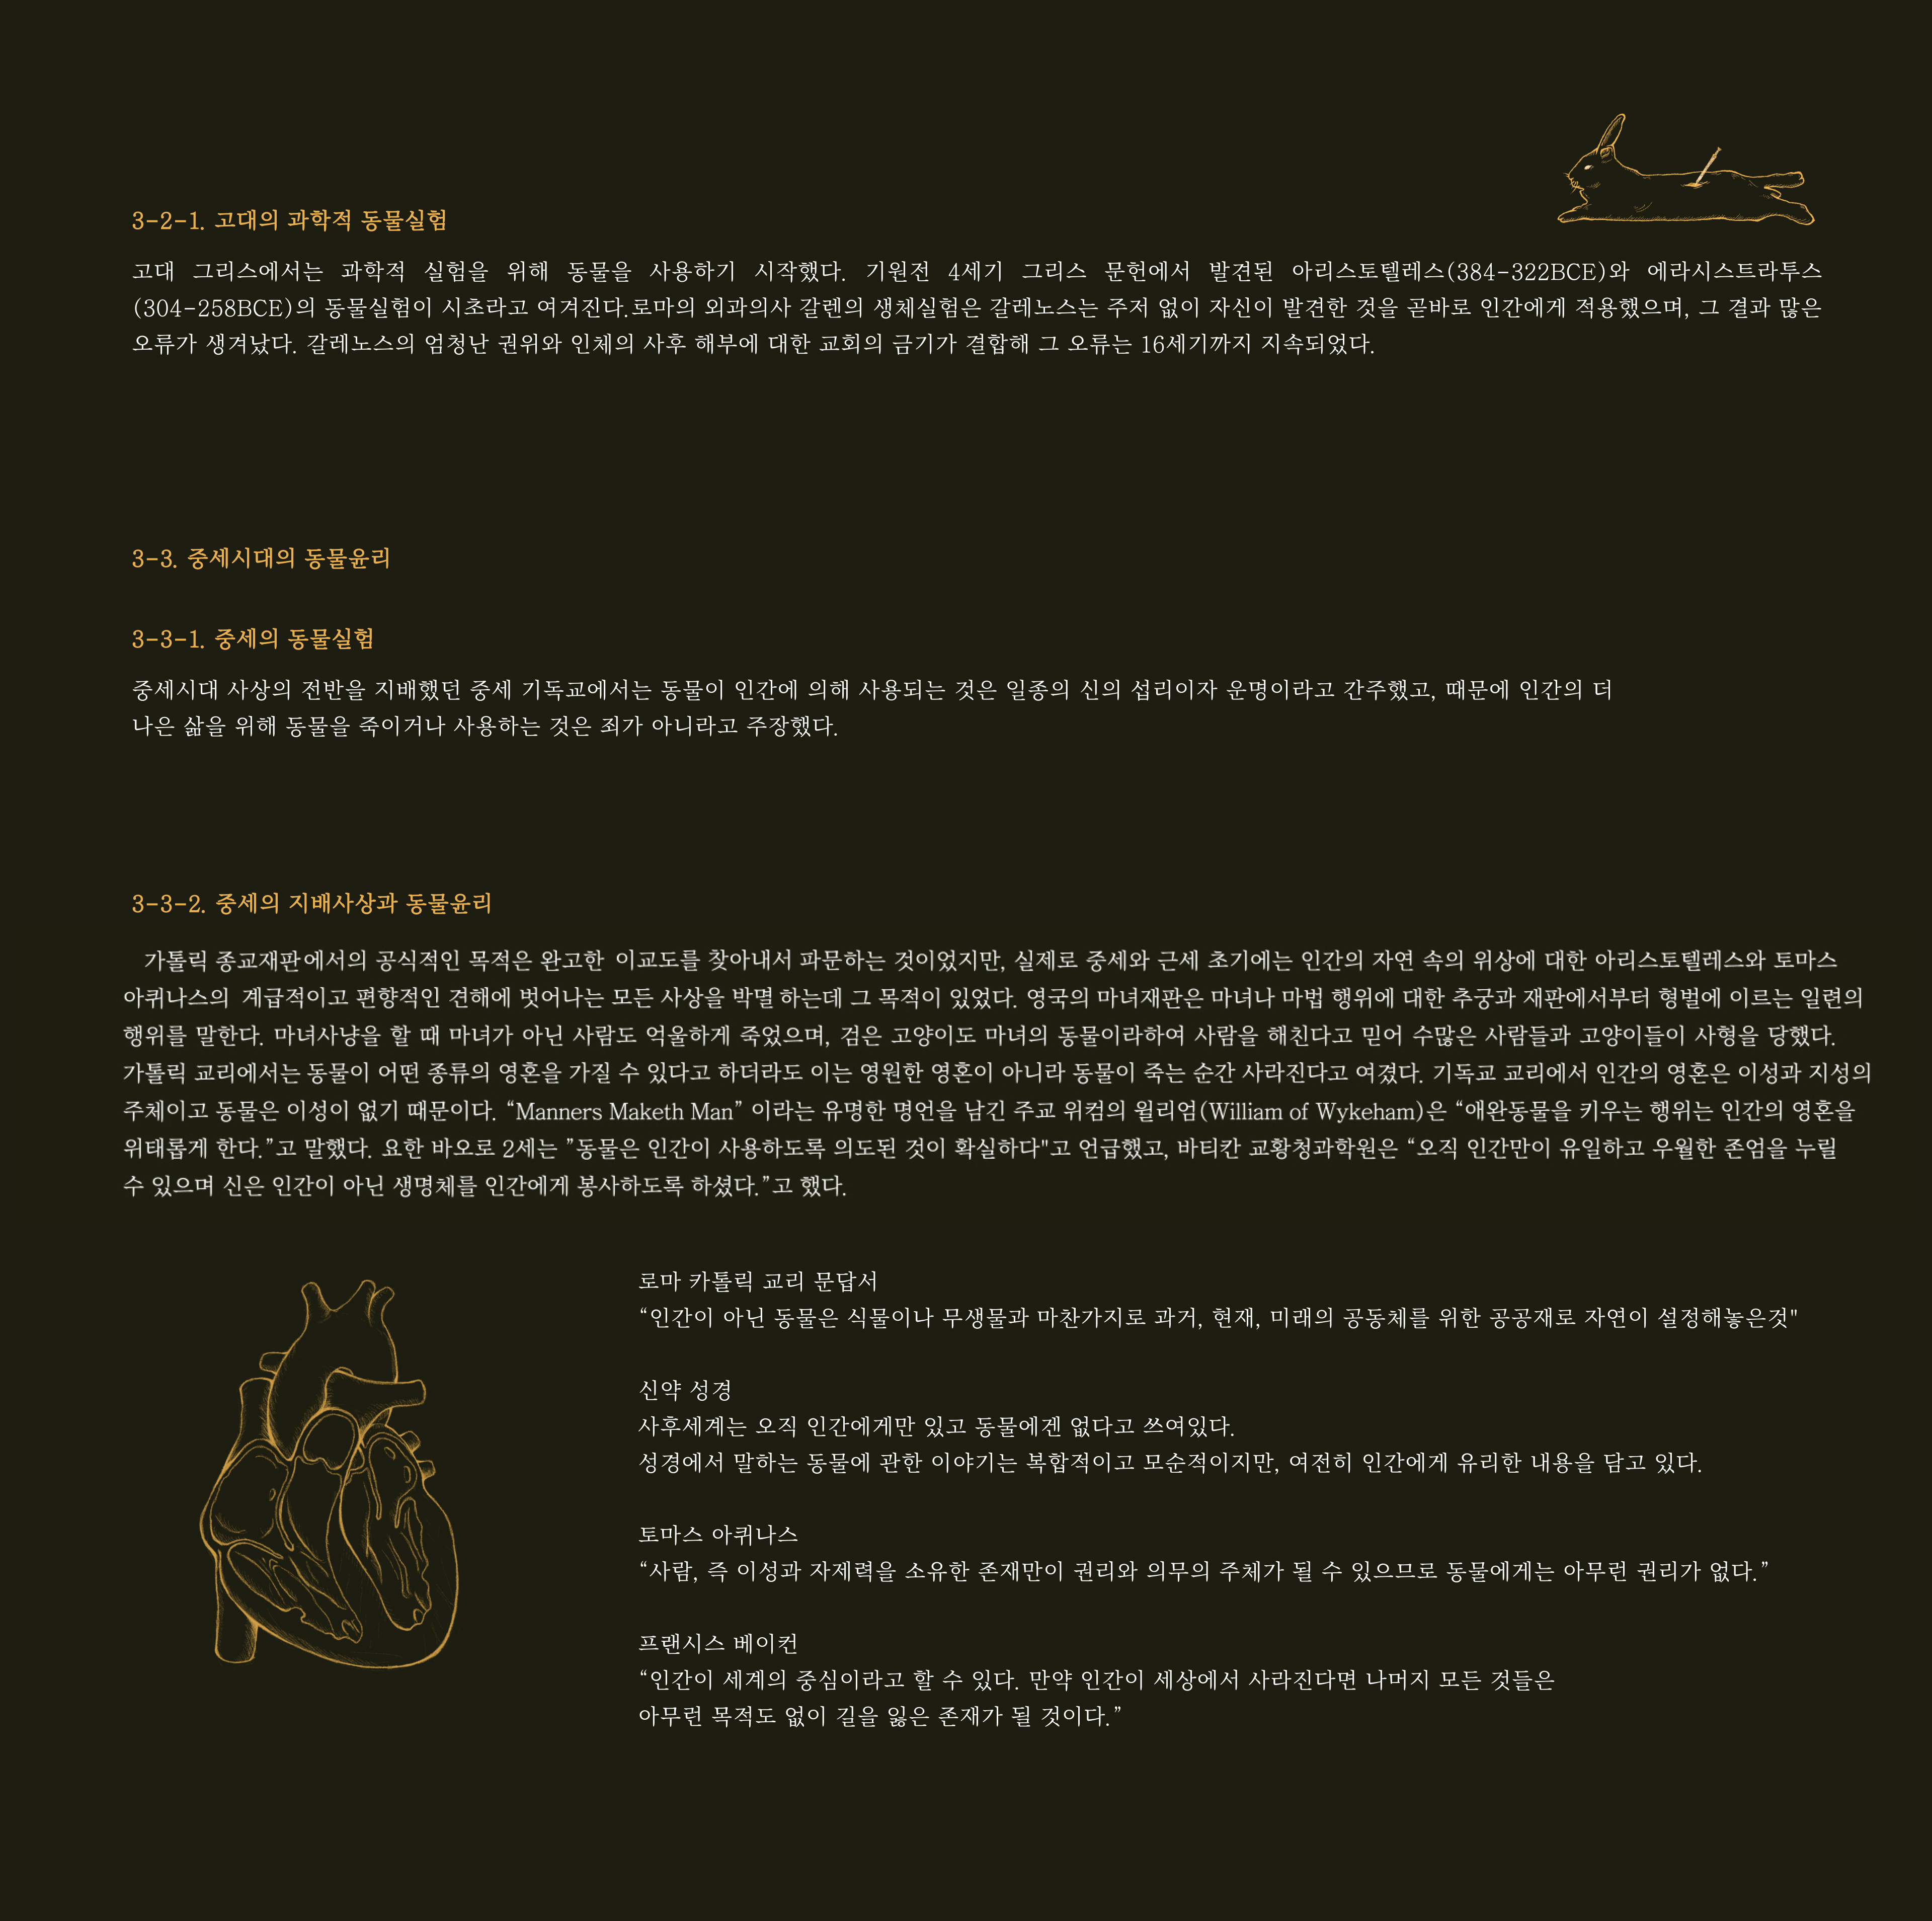 3-2-1. 고대의 과학적 동물실험
고대 그리스에서는 과학적 실험을 위해 동물을 사용하기 시작했다. 기원전 4세기 그리스 문헌에서 발견된 아리스토텔레스(384-322BCE)와 에라시스트라투스
(304-258BCE)의 동물실험이 시초라고 여겨진다.로마의 외과의사 갈렌의 생체실험은 갈레노스는 주저 없이 자신이 발견한 것을 곧바로 인간에게 적용했으며, 그 결과 많은
오류가 생겨났다. 갈레노스의 엄청난 권위와 인체의 사후 해부에 대한 교회의 금기가 결합해 그 오류는 16세기까지 지속되었다.
3-3. 중세시대의 동물윤리
3-3-1. 중세의 동물실험
중세시대 사상의 전반을 지배했던 중세 기독교에서는 동물이 인간에 의해 사용되는 것은 일종의 신의 섭리이자 운명이라고 간주했고, 때문에 인간의 더
나은 삶을 위해 동물을 죽이거나 사용하는 것은 죄가 아니라고 주장했다.
3-3-2. 중세의 지배사상과 동물윤리
가톨릭 종교재판에서의 공식적인 목적은 완고한 이교도를 찾아내서 파문하는 것이었지만, 실제로 중세와 근세 초기에는 인간의 자연 속의 위상에 대한 아리스토텔레스와 토마스
아퀴나스의 계급적이고 편향적인 견해에 벗어나는 모든 사상을 박멸 하는데 그 목적이 있었다. 영국의 마녀재판은 마녀나 마법 행위에 대한 추궁과 재판에서부터 형벌에 이르는 일련의
행위를 말한다. 마녀사냥을 할 때 마녀가 아닌 사람도 억울하게 죽었으며, 검은 고양이도 마녀의 동물이라하여 사람을 해친다고 믿어 수많은 사람들과 고양이들이 사형을 당했다.
가톨릭 교리에서는 동물이 어떤 종류의 영혼을 가질 수 있다고 하더라도 이는 영원한 영혼이 아니라 동물이 죽는 순간 사라진다고 여겼다. 기독교 교리에서 인간의 영혼은 이성과 지성의
주체이고 동물은 이성이 없기 때문이다. “Manners Maketh Man” 이라는 유명한 명언을 남긴 주교 위컴의 윌리엄(William of Wykeham)은 “애완동물을 키우는 행위는 인간의 영혼을
위태롭게 한다.”고 말했다. 요한 바오로 2세는 ”동물은 인간이 사용하도록 의도된 것이 확실하다"고 언급했고, 바티칸 교황청과학원은 “오직 인간만이 유일하고 우월한 존엄을 누릴
수 있으며 신은 인간이 아닌 생명체를 인간에게 봉사하도록 하셨다.”고 했다.
로마 카톨릭 교리 문답서
“인간이 아닌 동물은 식물이나 무생물과 마찬가지로 과거, 현재, 미래의 공동체를 위한 공공재로 자연이 설정해놓은것"
신약 성경
사후세계는 오직 인간에게만 있고 동물에겐 없다고 쓰여있다.
성경에서 말하는 동물에 관한 이야기는 복합적이고 모순적이지만, 여전히 인간에게 유리한 내용을 담고 있다.
토마스 아퀴나스
“사람, 즉 이성과 자제력을 소유한 존재만이 권리와 의무의 주체가 될 수 있으므로 동물에게는 아무런 권리가 없다.”
프랜시스 베이컨
“인간이 세계의 중심이라고 할 수 있다. 만약 인간이 세상에서 사라진다면 나머지 모든 것들은
아무런 목적도 없이 길을 잃은 존재가 될 것이다.”